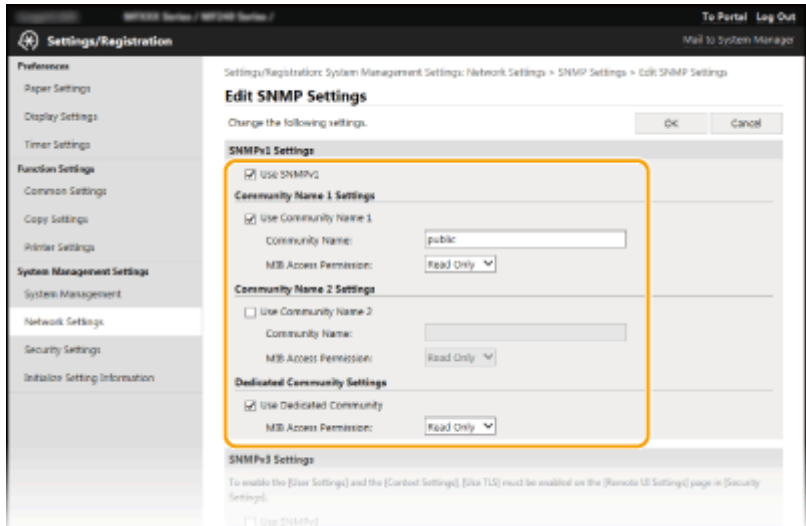 MFXXX Series / MF240 Series /
To Portal Log Out
Settings/Registration
Mail to System Manager
Preferences
Paper Settings
Display Settings
Timer Settings
Function Settings
Common Settings
Copy Settings
Printer Settings
System Management Settings
System Management
Network Settings
Security Settings
Initialize Setting Information
Settings/Registration: System Management Settings: Network Settings > SNMP Settings > Edit SNMP Settings
Edit SNMP Settings
Change the following settings.
OK
Cancel
SNMPv1 Settings
Use SNMPv1
Community Name 1 Settings
Use Community Name 1
Community Name:
public
MIB Access Permission:
Read Only
Community Name 2 Settings
Use Community Name 2
Community Name:
MIB Access Permission:
Read Only
Dedicated Community Settings
Use Dedicated Community
MIB Access Permission:
Read Only
SNMPv3 Settings
To enable the [User Settings] and the [Context Settings], [Use TLS] must be enabled on the [Remote UI Settings] page in [Security
Settings].
Use SNMPv3